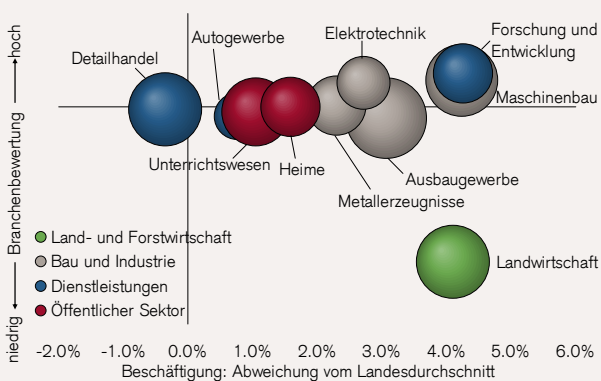 hoch
Branchenbewertung
niedrig
Elektrotechnik
Autogewerbe
Forschung und
Entwicklung
Detailhandel
Maschinenbau
Unterrichtswesen
Heime
Ausbaugewerbe
Metallerzeugnisse
Land- und Forstwirtschaft
Bau und Industrie
Dienstleistungen
Öffentlicher Sektor
Landwirtschaft
-2.0% -1.0% 0.0% 1.0% 2.0% 3.0% 4.0% 5.0% 6.0%
Beschäftigung: Abweichung vom Landesdurchschnitt